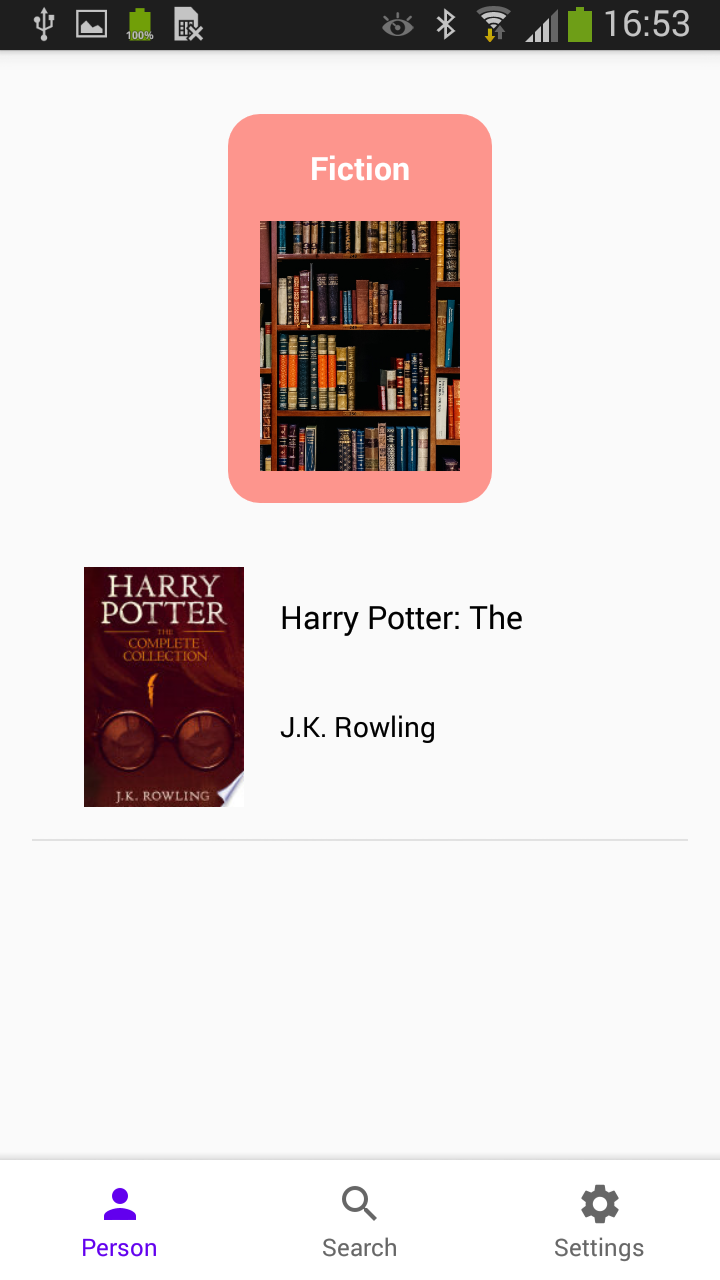 100%
16:53
Fiction
HARRY
POTTER
THE
COMPLETE
COLLECTION
J.K. ROWLING
Harry Potter: The
J.K. Rowling
Person
Search
Settings